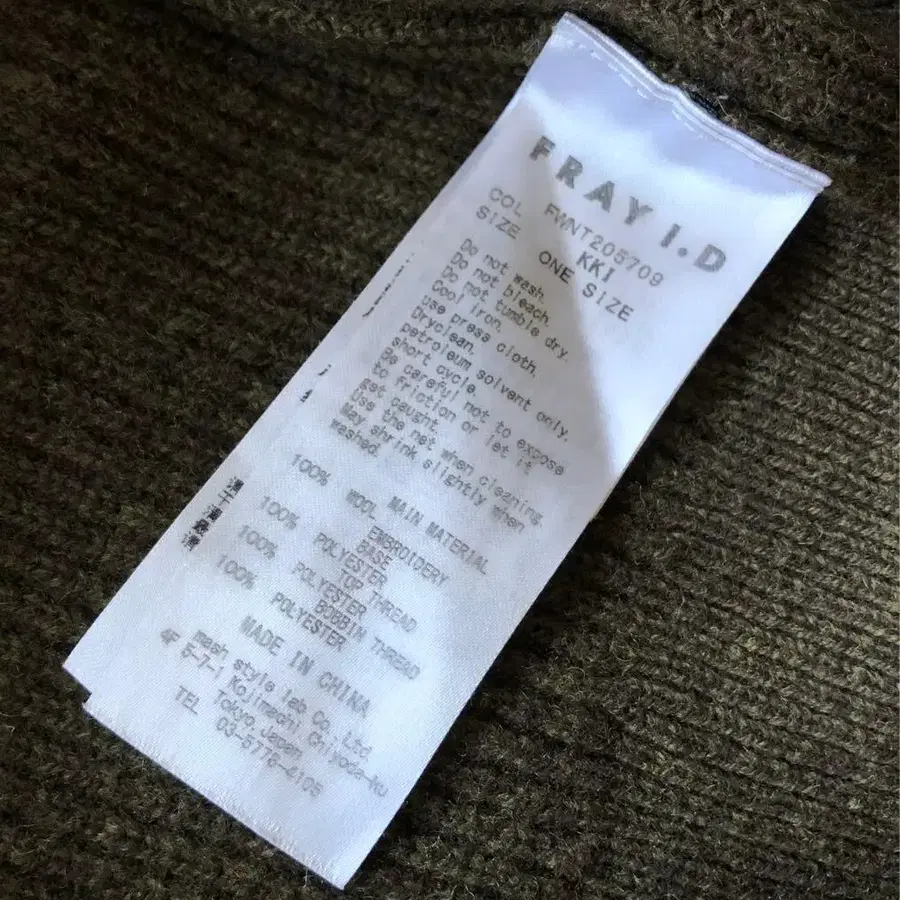 FRAY I.D
FWNT205709
COL KKI
SIZE ONE SIZE
Do not wash.
Do not bleach.
Do not tumble dry.
Cool iron.
use press cloth.
Dryclean,
petroleum solvent only.
short cycle.
Be careful not to expose
to friction or let it
get caught.
Use the net when cleaning.
May shrink slightly when
washed.
MAIN MATERIAL
100% WOOL
EMBROIDERY
BASE
100% POLYESTER
TOP THREAD
100% POLYESTER
BOBBIN THREAD
100% POLYESTER
MADE IN CHINA
mash style lab Co.,Ltd.
4F 5-7-1 Kojimachi,Chiyoda-ku
Tokyo,Japan
TEL 03-5778-4105